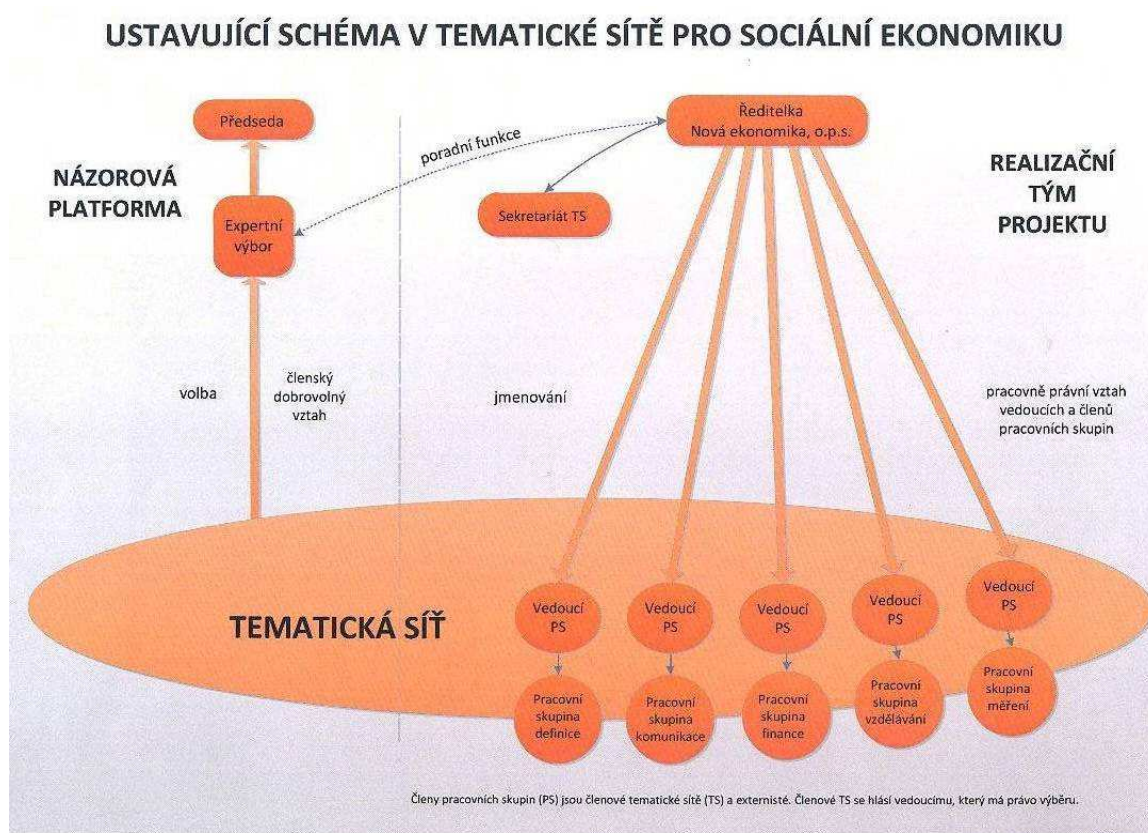 USTAVUJÍCÍ SCHÉMA V TEMATICKÉ SÍTĚ PRO SOCIÁLNÍ EKONOMIKU
Předseda
Ředitelka
Nová ekonomika, o.p.s.
poradní funkce
NÁZOROVÁ
PLATFORMA
REALIZAČNÍ
TÝM
PROJEKTU
Expertní
výbor
Sekretariát TS
volba
členský
dobrovolný
vztah
jmenování
pracovně právní vztah
vedoucích a členů
pracovních skupin
TEMATICKÁ SÍŤ
Vedoucí
PS
Vedoucí
PS
Vedoucí
PS
Vedoucí
PS
Vedoucí
PS
Pracovní
skupina
definice
Pracovní
skupina
komunikace
Pracovní
skupina
finance
Pracovní
skupina
vzdělávání
Pracovní
skupina
měření
Členy pracovních skupin (PS) jsou členové tematické sítě (TS) a externisté. Členové TS se hlásí vedoucímu, který má právo výběru.